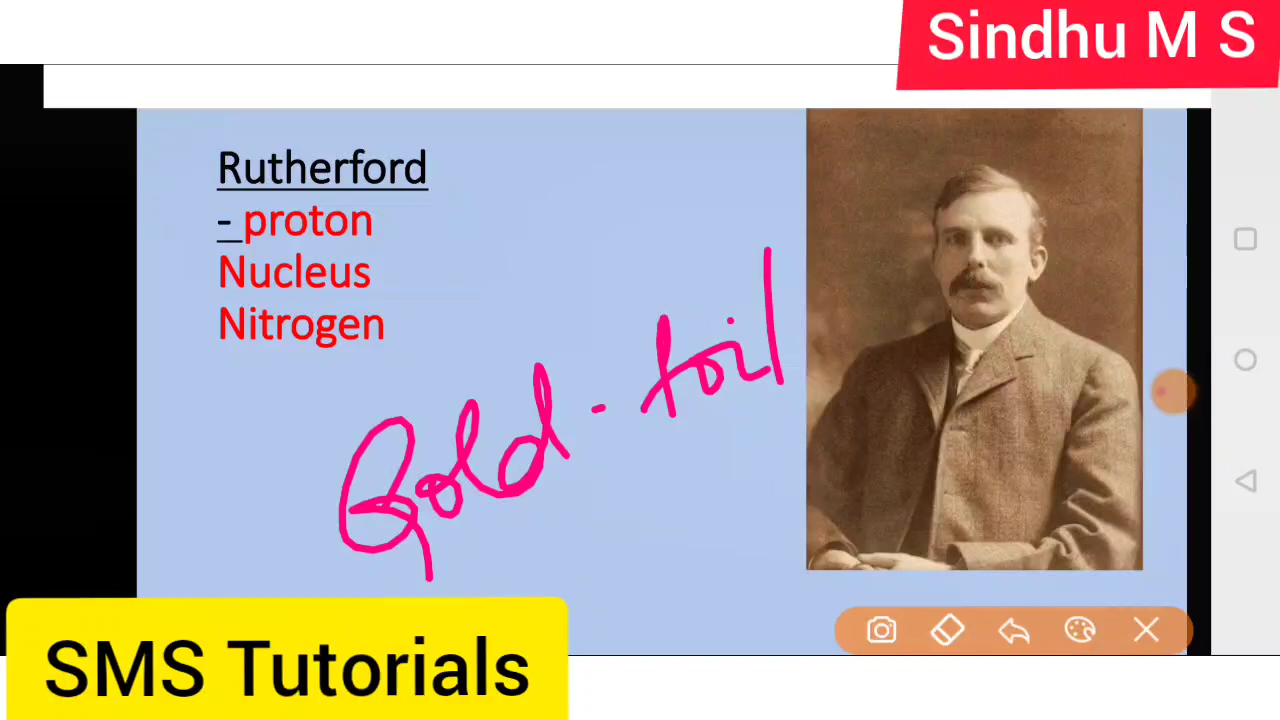 Sindhu M S
Rutherford
- proton
Nucleus
Nitrogen
Gold-foil
SMS Tutorials